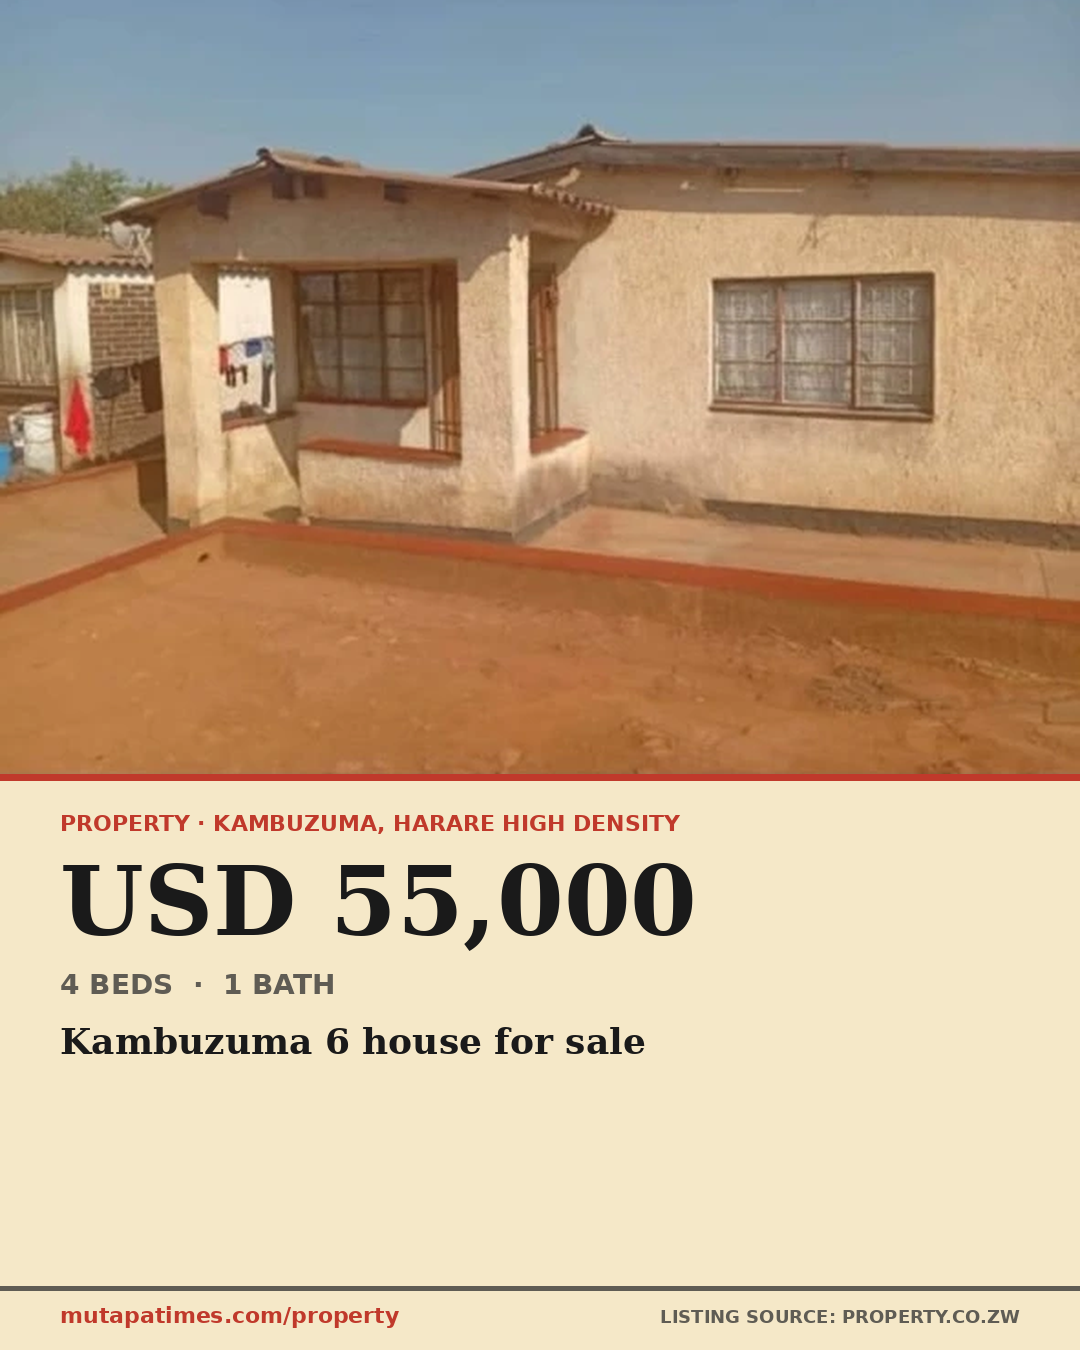 PROPERTY · KAMBUZUMA, HARARE HIGH DENSITY
USD 55,000
4 BEDS · 1 BATH
Kambuzuma 6 house for sale
mutapatimes.com/property
LISTING SOURCE: PROPERTY.CO.ZW